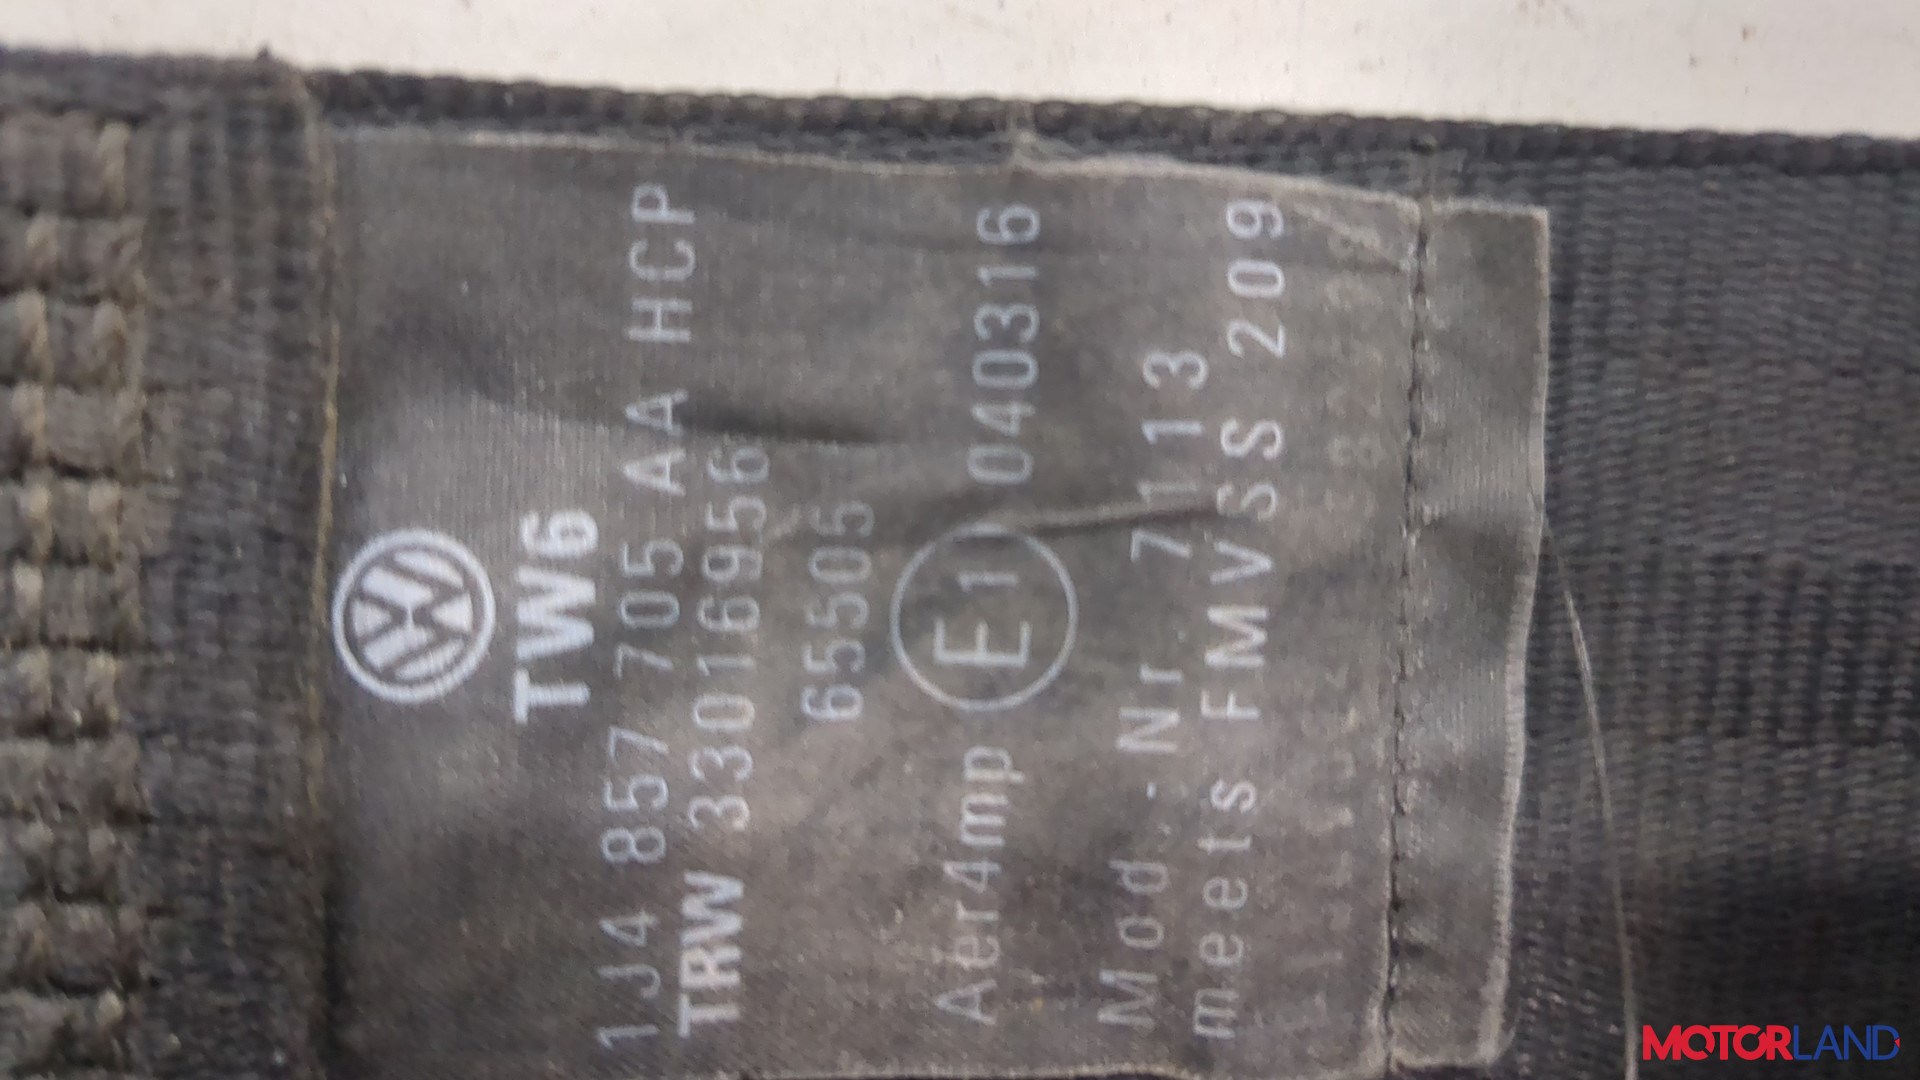 TW6
1J4 857 705 AA HCP
TRW 33016956
65505
Aer4mp E1 040316
Mod.-Nr 7113
meets FMVSS 209
MOTORLAND